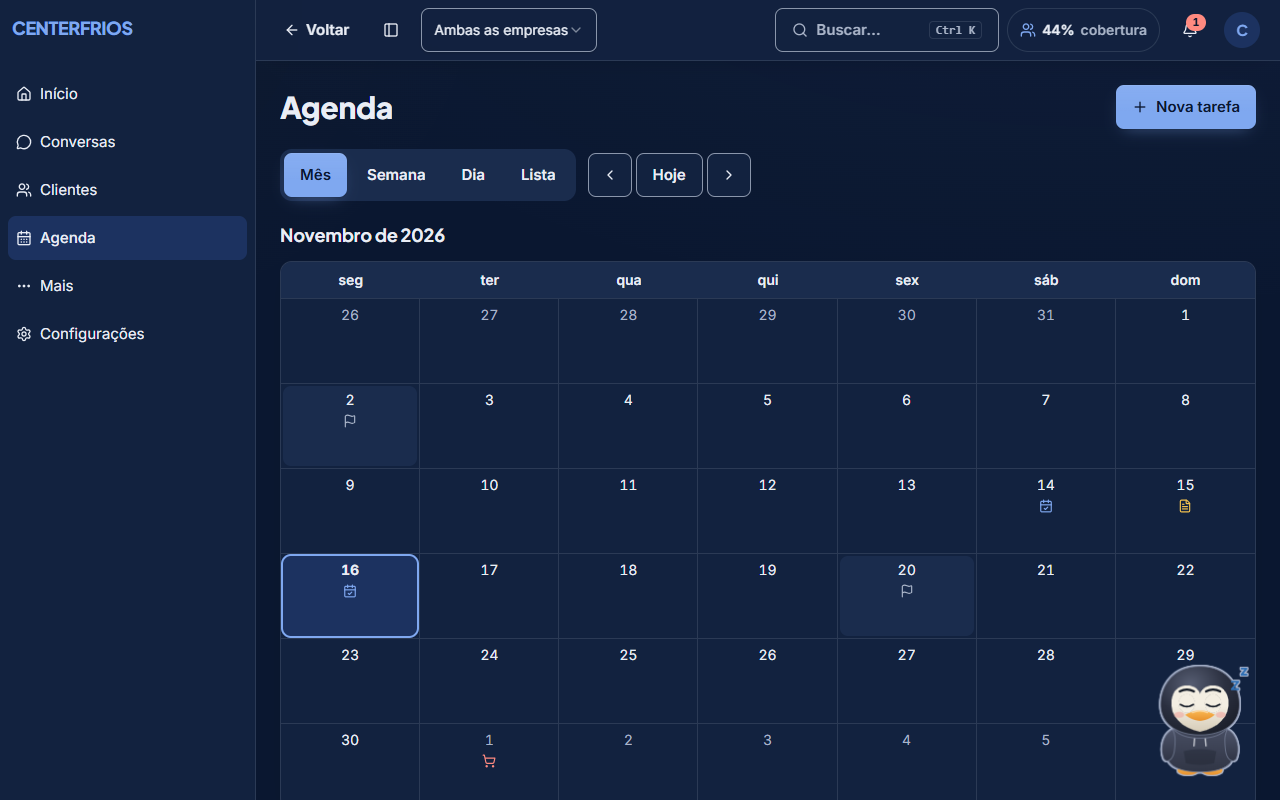 CENTERFRIOS
Início
Conversas
Clientes
Agenda
Mais
Configurações
Voltar
Ambas as empresas
Buscar...
Ctrl K
44% cobertura
1
C
Agenda
Nova tarefa
Mês Semana Dia Lista
Hoje
Novembro de 2026
seg ter qua qui sex sáb dom
26 27 28 29 30 31 1
2 3 4 5 6 7 8
9 10 11 12 13 14 15
16 17 18 19 20 21 22
23 24 25 26 27 28 29
z
z
30 1 2 3 4 5